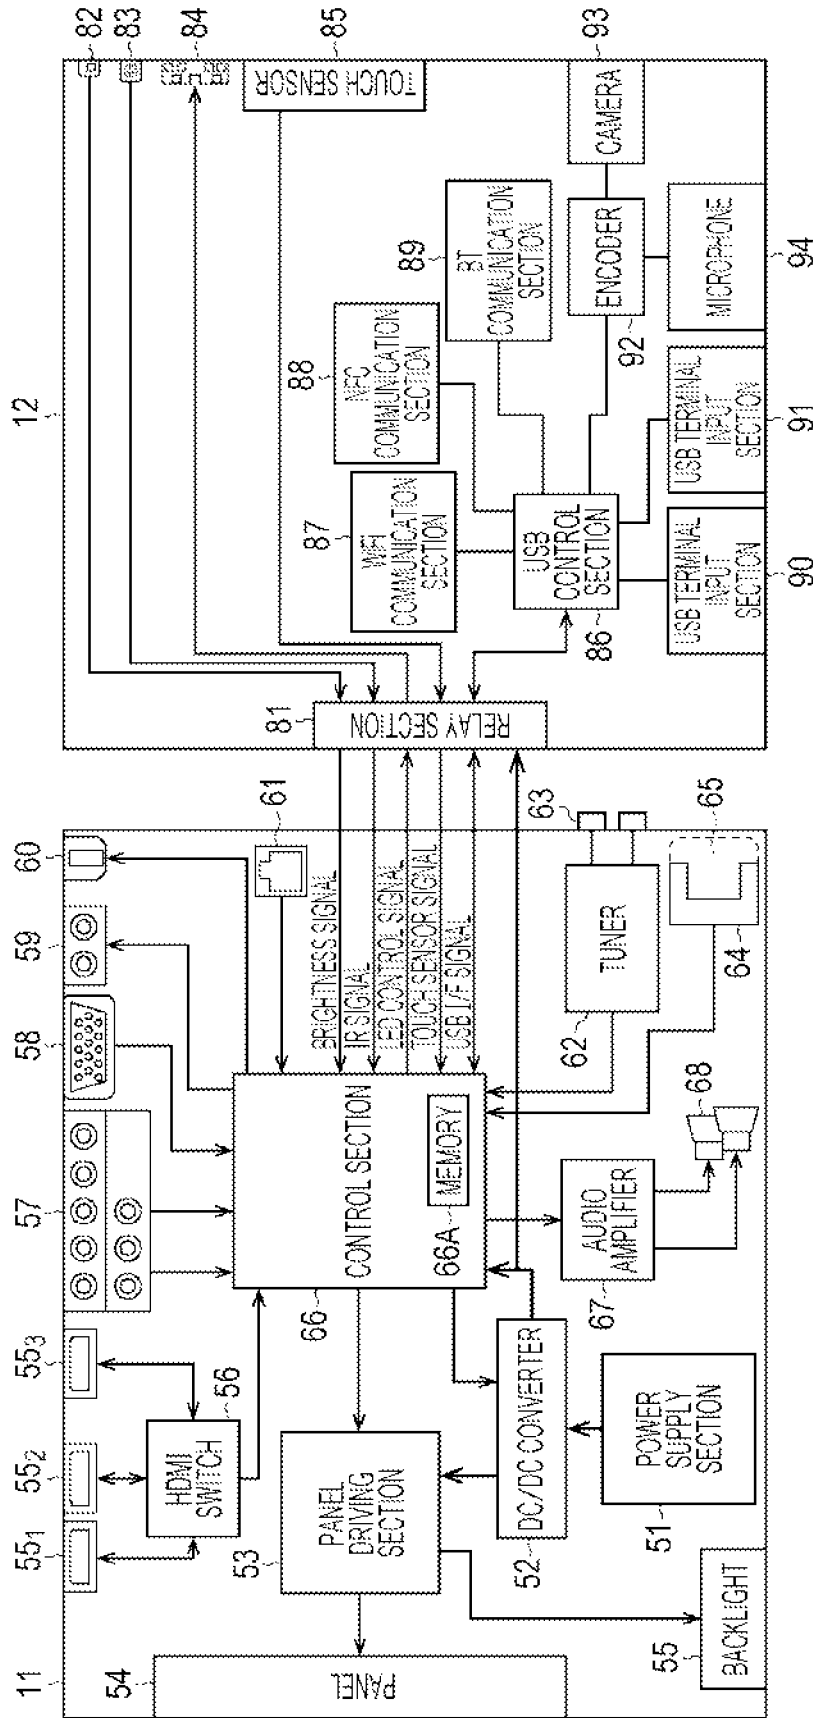 11
54
PANEL
55₁
55₂
55₃
HDMI
SWITCH
56
53
PANEL
DRIVING
SECTION
52
DC/DC CONVERTER
51
POWER
SUPPLY
SECTION
55
BACKLIGHT
57
58
59
60
61
66
CONTROL SECTION
66A
MEMORY
BRIGHTNESS SIGNAL
IR SIGNAL
LED CONTROL SIGNAL
TOUCH SENSOR SIGNAL
USB I/F SIGNAL
67
AUDIO
AMPLIFIER
68
62
TUNER
63
64
65
12
81
RELAY SECTION
82
83
84
85
TOUCH SENSOR
86
USB
CONTROL
SECTION
87
WIFI
COMMUNICATION
SECTION
88
NFC
COMMUNICATION
SECTION
89
BT
COMMUNICATION
SECTION
90
USB TERMINAL
INPUT
SECTION
91
USB TERMINAL
INPUT
SECTION
92
ENCODER
93
CAMERA
94
MICROPHONE